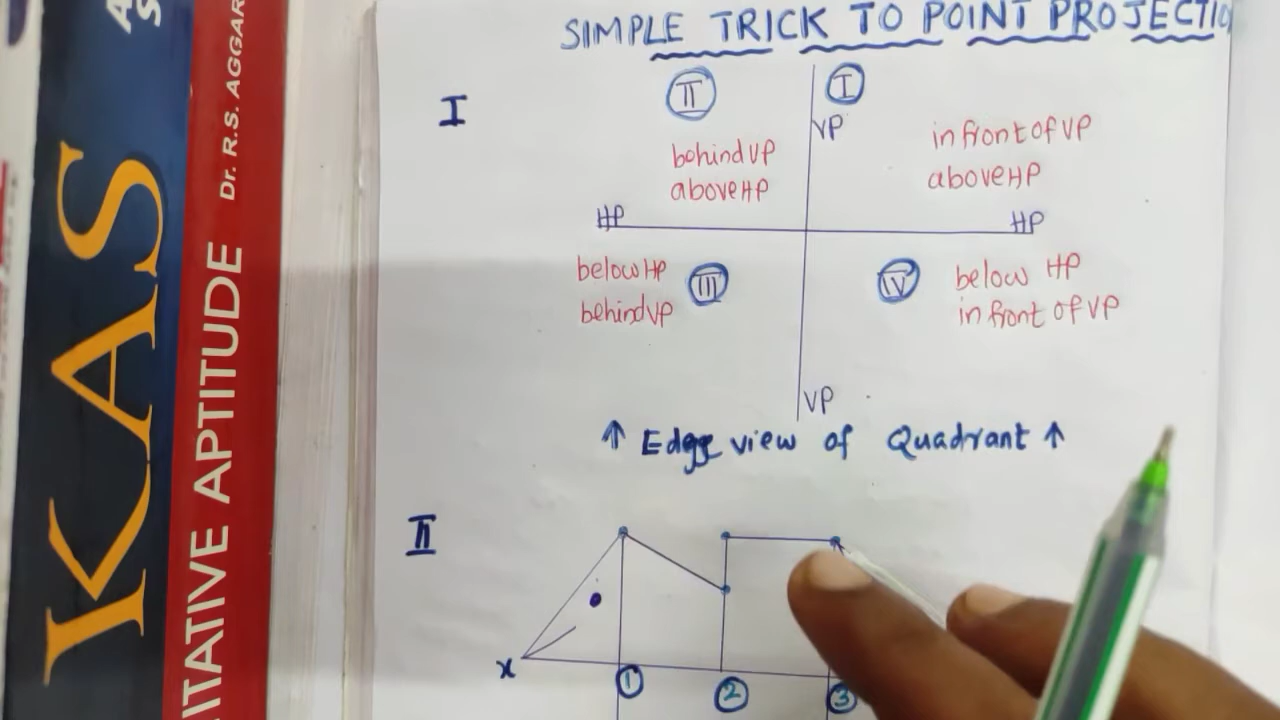 KAS
TITATIVE APTITUDE Dr. R.S. AGGAR
SIMPLE TRICK TO POINT PROJECTIO
I
II
I
VP
behind VP
above HP
in front of VP
above HP
HP
HP
below HP
behind VP
III
IV
below HP
in front of VP
VP
↑ Edge view of Quadrant ↑
II
X
1
2
3